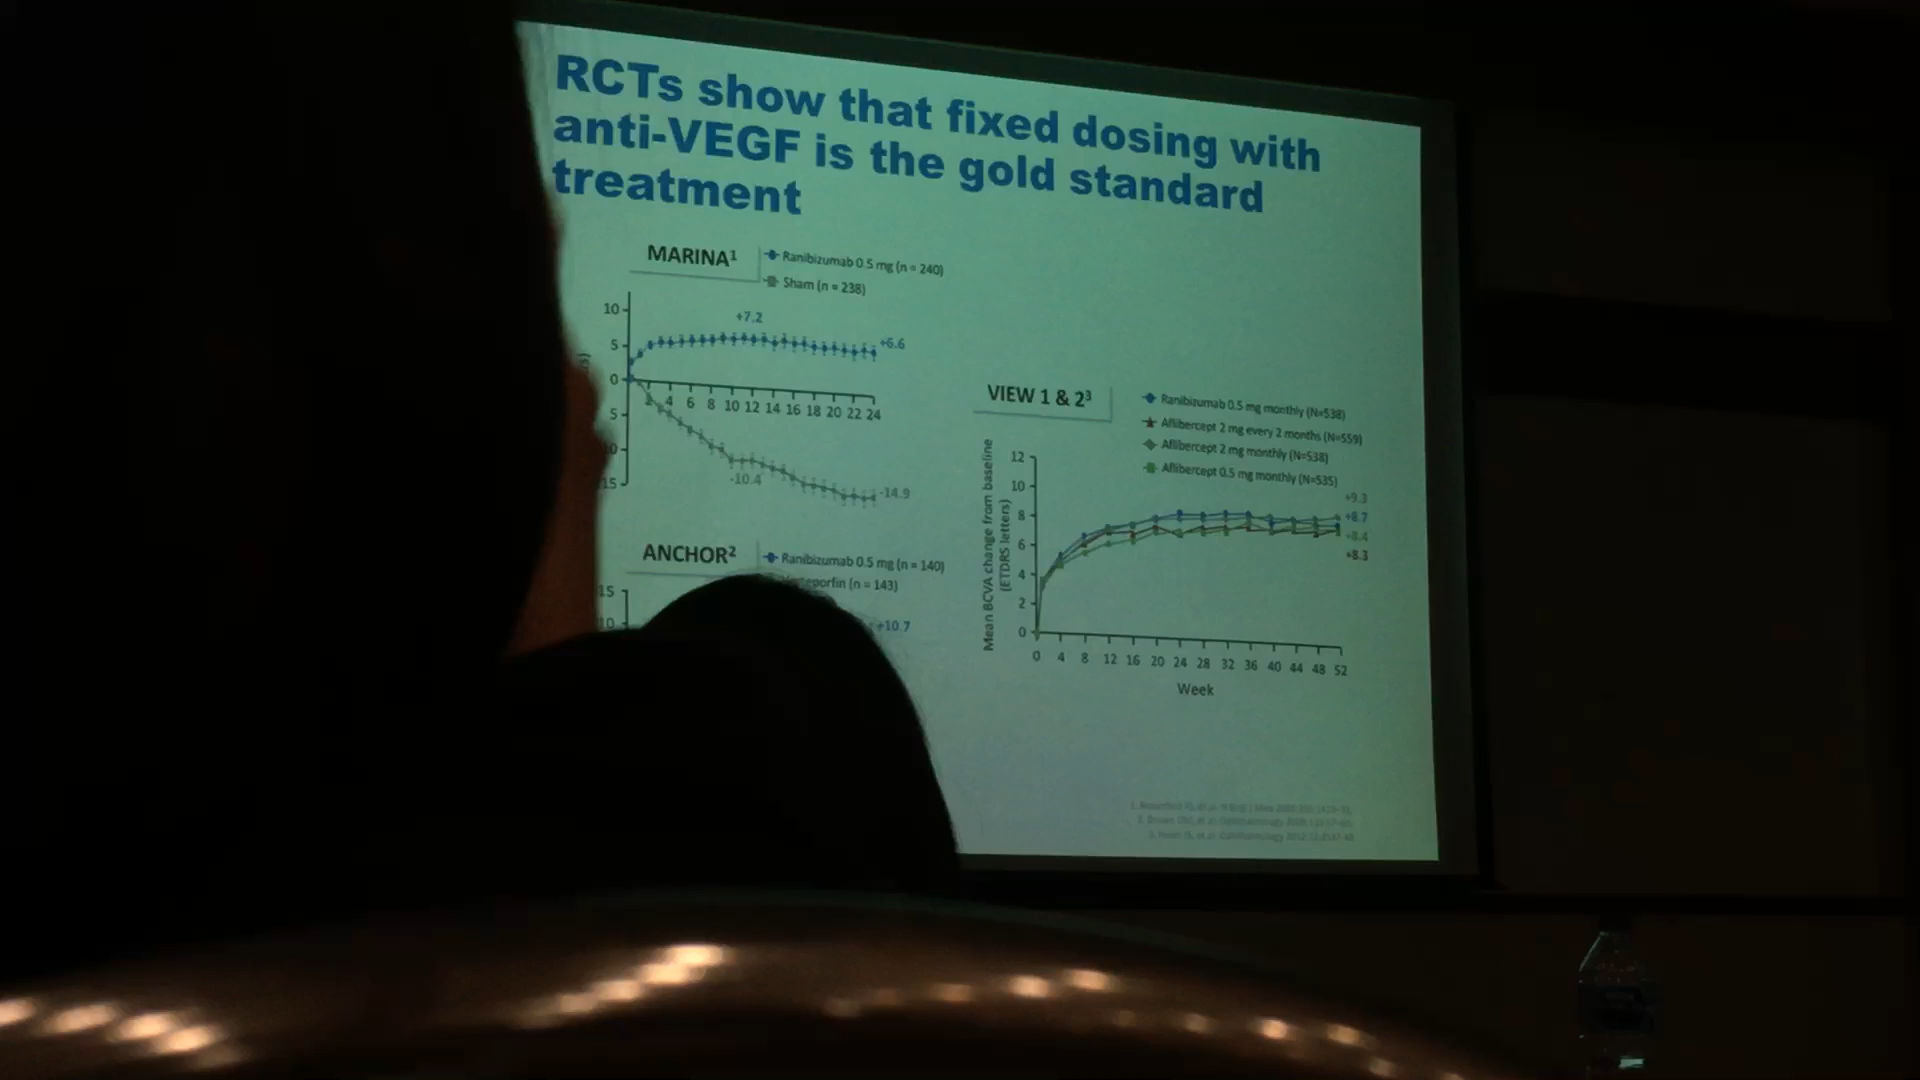 RCTs show that fixed dosing with
anti-VEGF is the gold standard
treatment
MARINA¹
Ranibizumab 0.5 mg (n = 240)
Sham (n = 238)
10
5
0
5
15
+7.2
+6.6
2 4 6 8 10 12 14 16 18 20 22 24
-10.4
-14.9
ANCHOR²
Ranibizumab 0.5 mg (n = 140)
(n = 143)
15
10
+10.7
VIEW 1 & 2³
Ranibizumab 0.5 mg monthly (N=538)
Aflibercept 2 mg every 2 months (N=559)
Aflibercept 2 mg monthly (N=538)
Aflibercept 0.5 mg monthly (N=535)
Mean BCVA change from baseline
(ETDRS letters)
12
10
8
6
4
2
0
+9.3
+8.7
+8.4
+8.3
0 4 8 12 16 20 24 28 32 36 40 44 48 52
Week